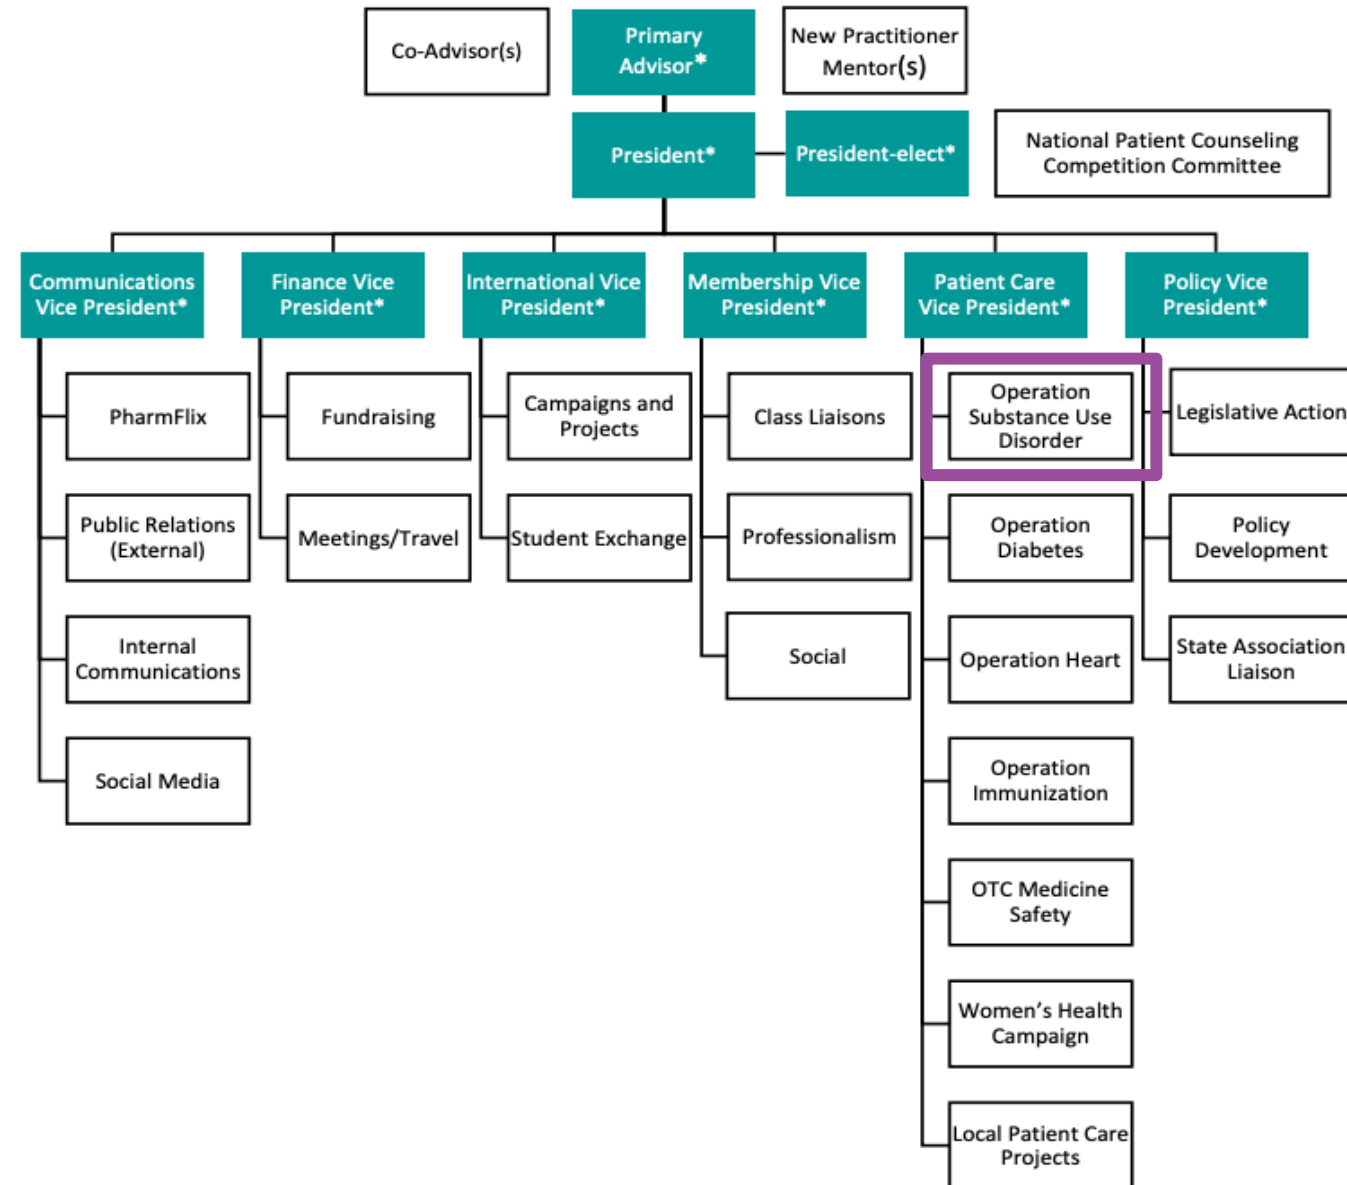 Co-Advisor(s)
Primary
Advisor*
New Practitioner
Mentor(s)
President*
President-elect*
National Patient Counseling
Competition Committee
Communications
Vice President*
Finance Vice
President*
International Vice
President*
Membership Vice
President*
Patient Care
Vice President*
Policy Vice
President*
PharmFlix
Public Relations
(External)
Internal
Communications
Social Media
Fundraising
Meetings/Travel
Campaigns and
Projects
Student Exchange
Class Liaisons
Professionalism
Social
Operation
Substance Use
Disorder
Operation
Diabetes
Operation Heart
Operation
Immunization
OTC Medicine
Safety
Women’s Health
Campaign
Local Patient Care
Projects
Legislative Action
Policy
Development
State Association
Liaison